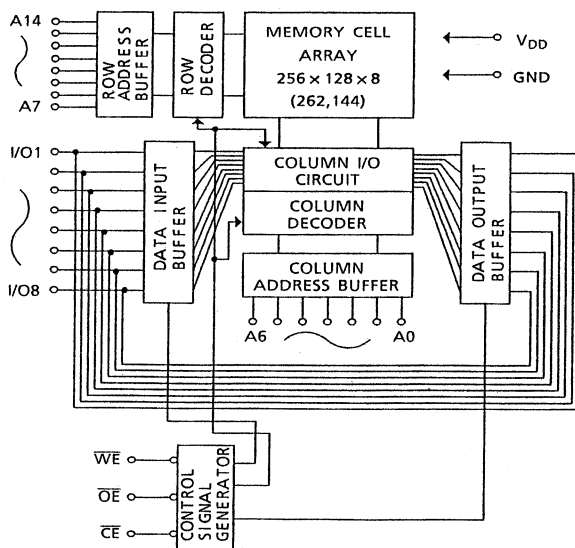 A14
A7
ROW ADDRESS BUFFER
ROW DECODER
MEMORY CELL
ARRAY
256 x 128 x 8
(262,144)
VDD
GND
I/O1
I/O8
DATA INPUT
BUFFER
COLUMN I/O
CIRCUIT
COLUMN
DECODER
COLUMN
ADDRESS BUFFER
DATA OUTPUT
BUFFER
A6
A0
WE
OE
CE
CONTROL
SIGNAL
GENERATOR